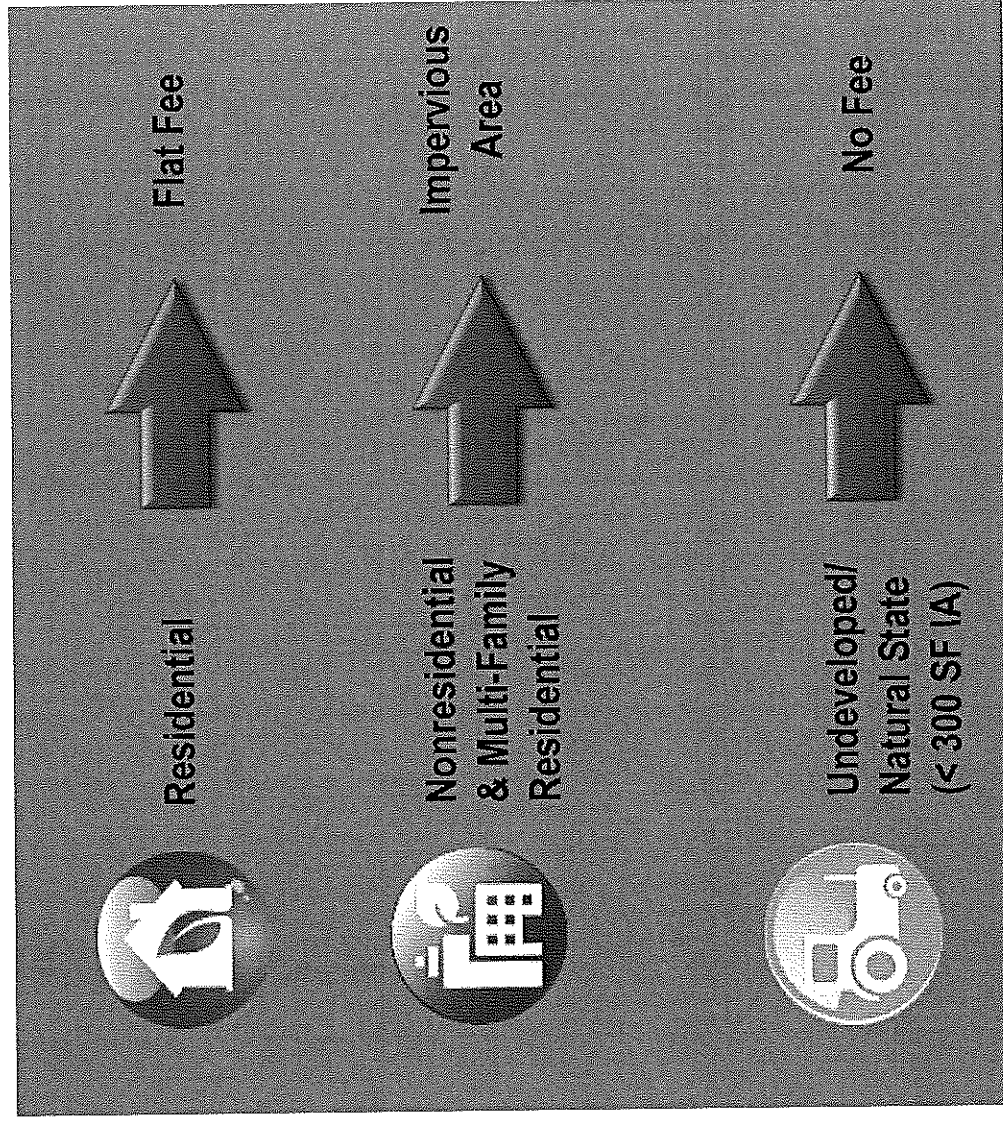 Residential
Flat Fee
Nonresidential
& Multi-Family
Residential
Impervious
Area
Undeveloped/
Natural State
(< 300 SF IA)
No Fee